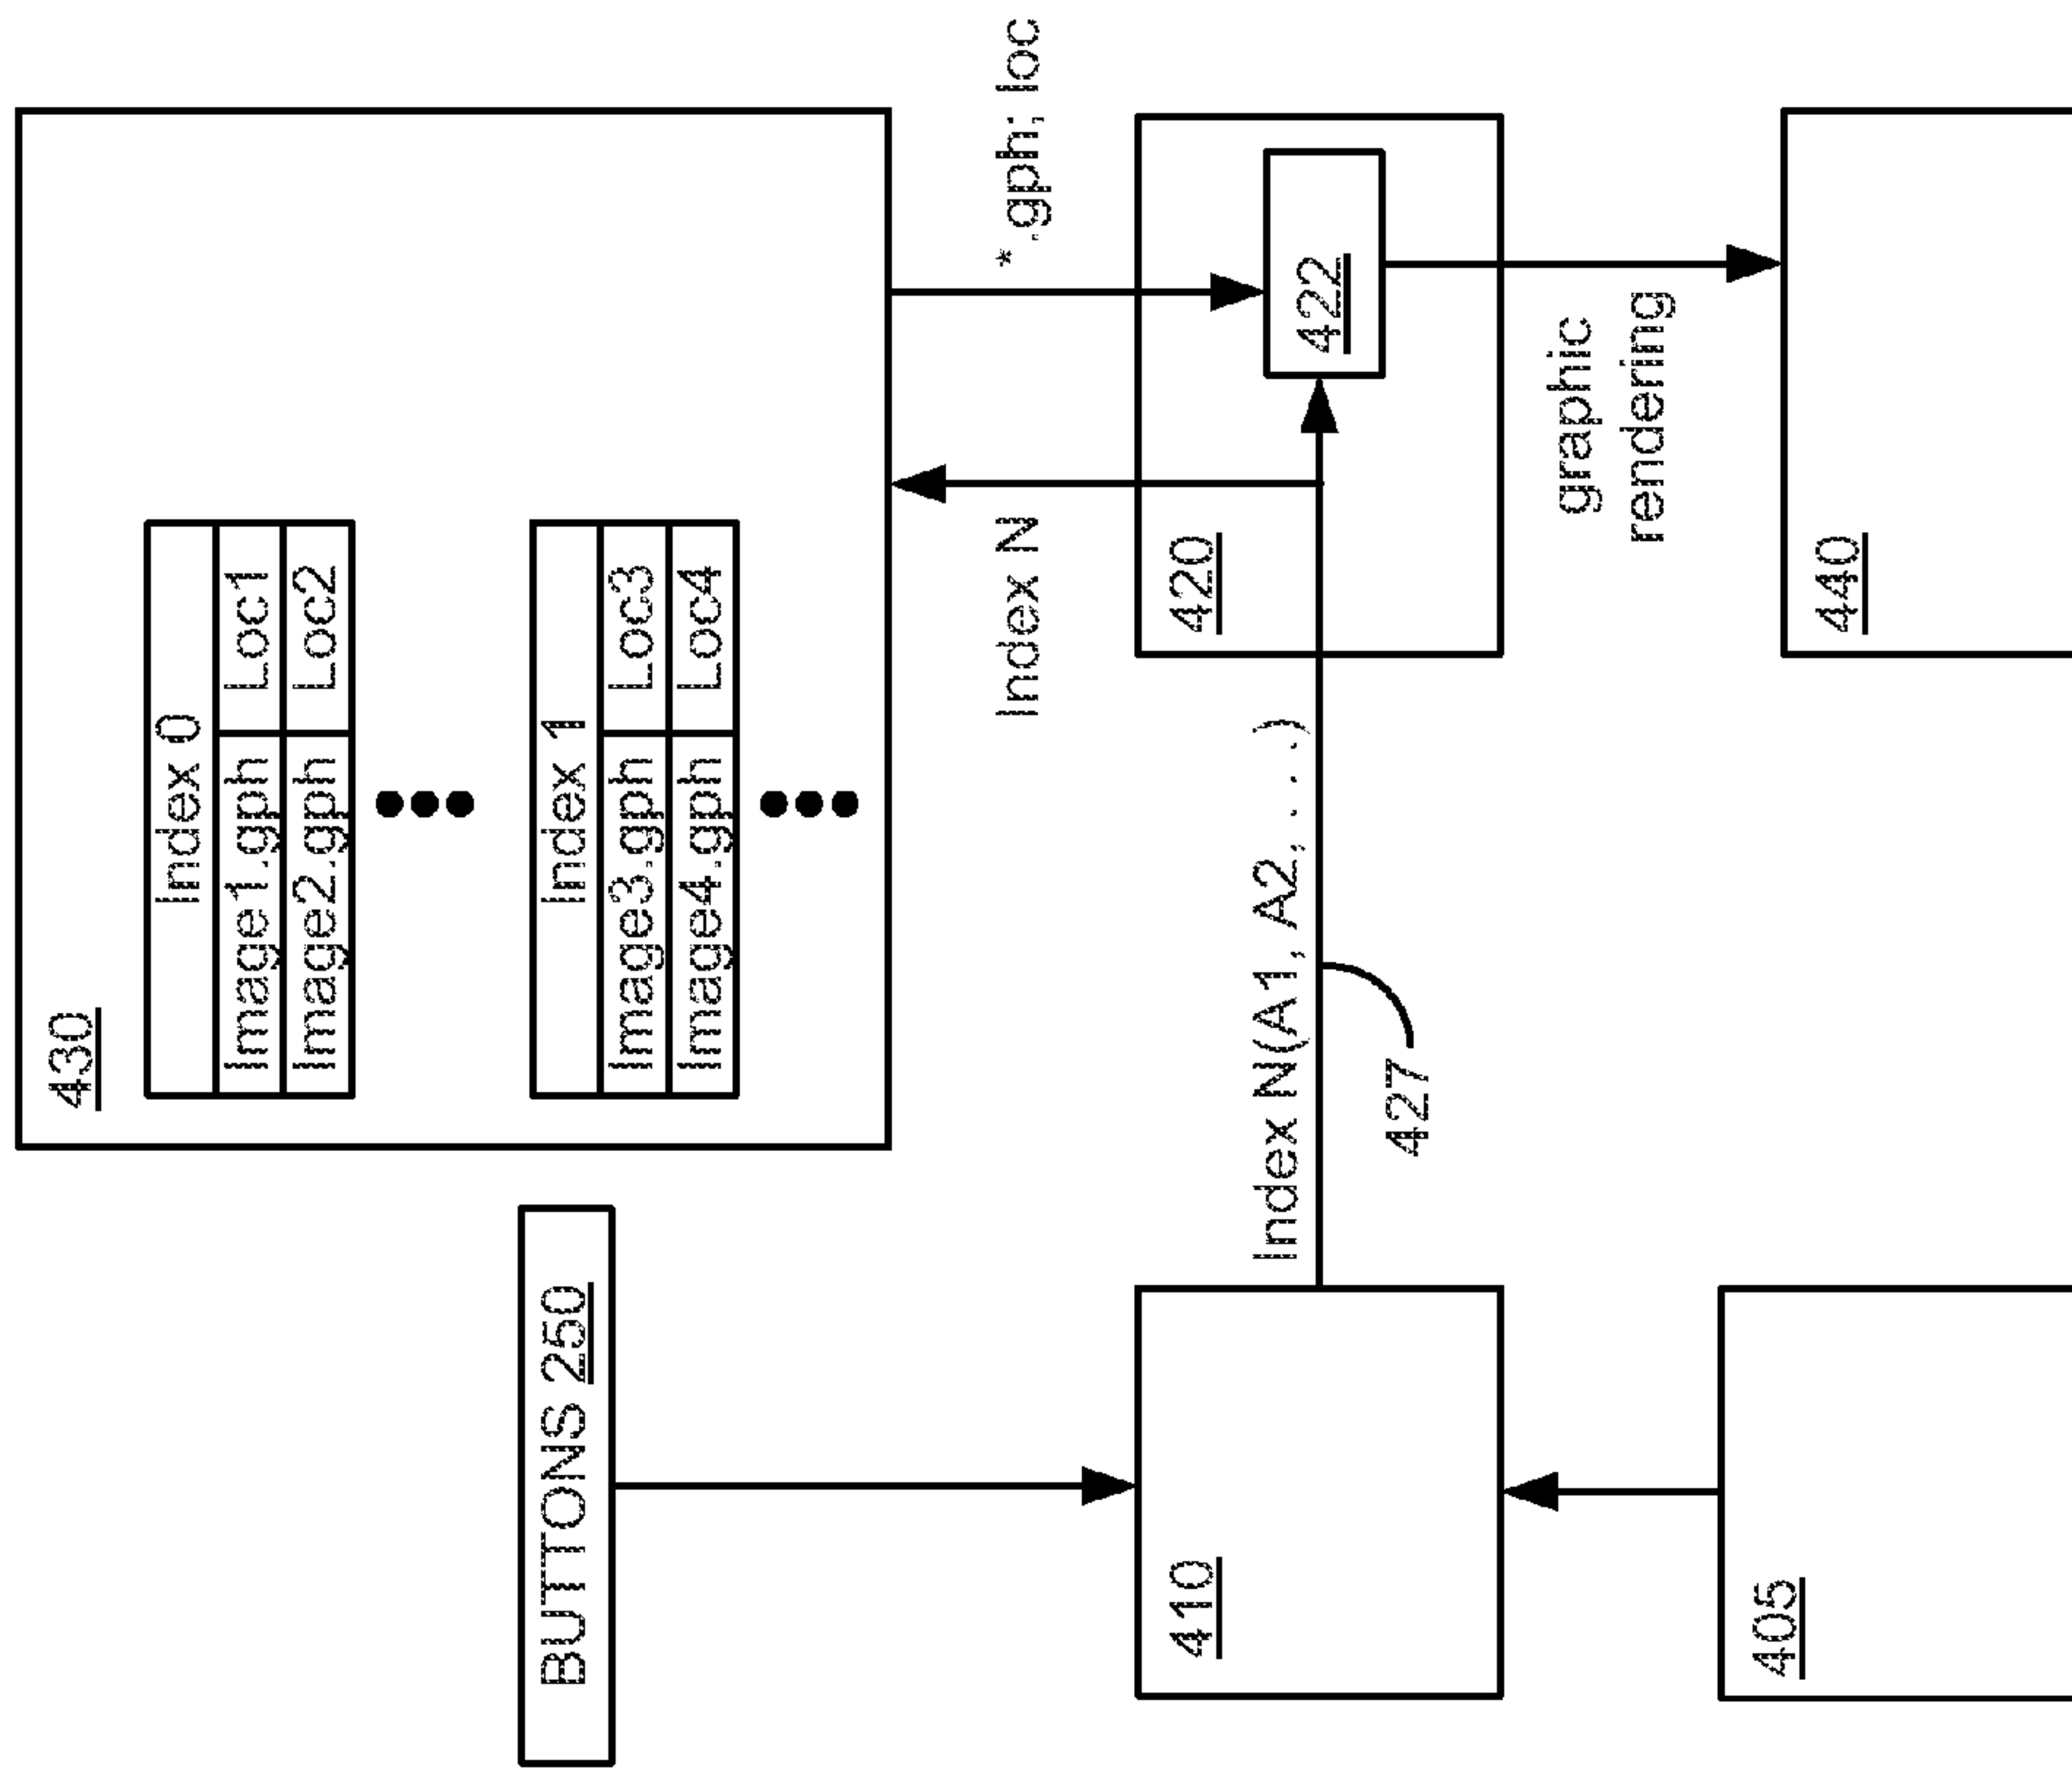 430
Index 0
Image1.gph Loc1
Image2.gph Loc2
Index 1
Image3.gph Loc3
Image4.gph Loc4
BUTTONS 250
Index N
*.gph; loc
410
Index N(A1, A2, . . .)
427
420
422
graphic
rendering
405
440